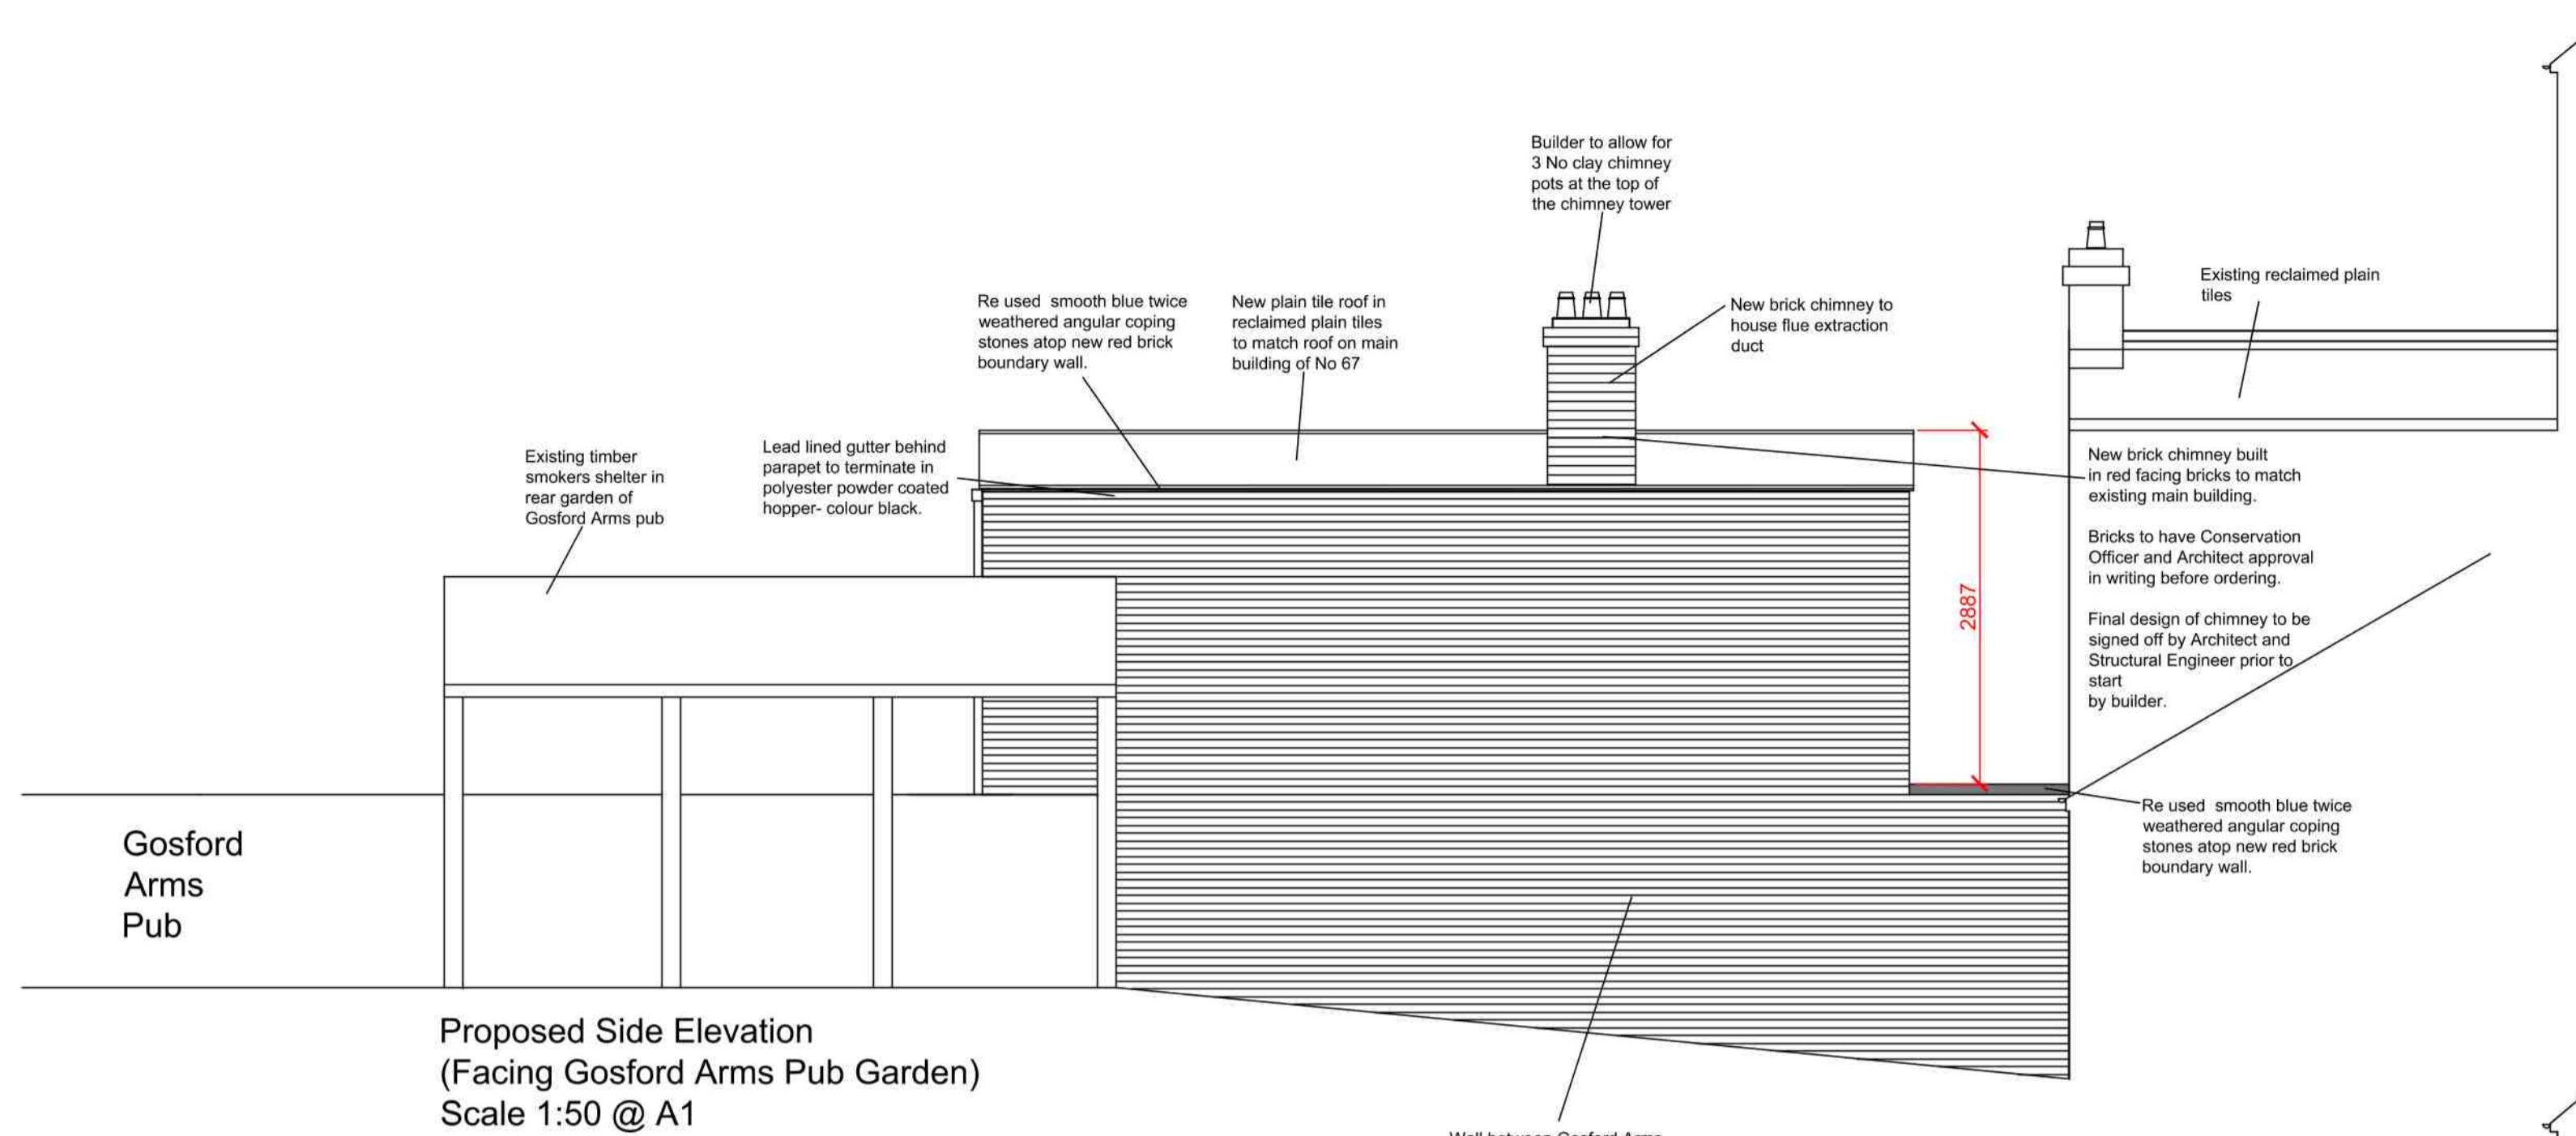 Builder to allow for
3 No clay chimney
pots at the top of
the chimney tower
Existing reclaimed plain
tiles
Re used  smooth blue twice
weathered angular coping
stones atop new red brick
boundary wall.
New plain tile roof in
reclaimed plain tiles
to match roof on main
building of No 67
New brick chimney to
house flue extraction
duct
Existing timber
smokers shelter in
rear garden of
Gosford Arms pub
Lead lined gutter behind
parapet to terminate in
polyester powder coated
hopper- colour black.
New brick chimney built
in red facing bricks to match
existing main building.
Bricks to have Conservation
Officer and Architect approval
in writing before ordering.
Final design of chimney to be
signed off by Architect and
Structural Engineer prior to
start
by builder.
2887
Re used  smooth blue twice
weathered angular coping
stones atop new red brick
boundary wall.
Gosford
Arms
Pub
Proposed Side Elevation
(Facing Gosford Arms Pub Garden)
Scale 1:50 @ A1
Wall between Gosford Arms